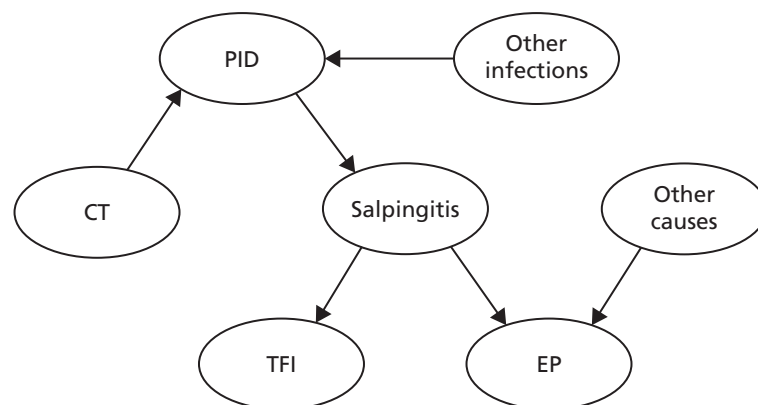 PID
Other
infections
CT
Salpingitis
Other
causes
TFI
EP